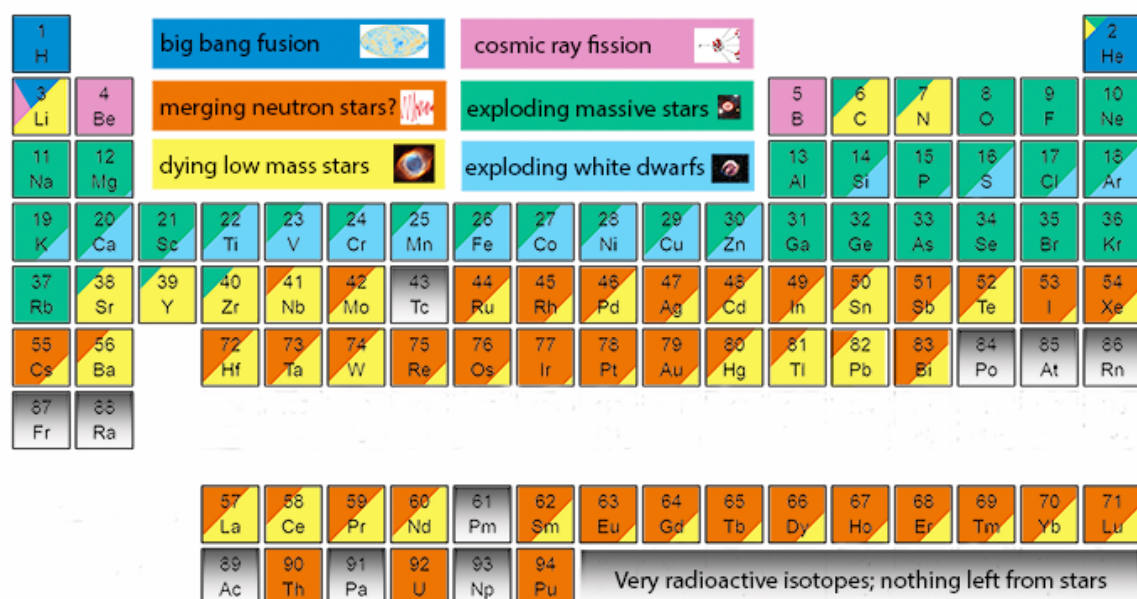 1 big bang fusion cosmic ray fission 2
H He
3 4 merging neutron stars? exploding massive stars 5 6 7 8 9 10
Li Be B C N O F Ne
11 12 dying low mass stars exploding white dwarfs 13 14 15 16 17 18
Na Mg Al Si P S Cl Ar
19 20 21 22 23 24 25 26 27 28 29 30 31 32 33 34 35 36
K Ca Sc Ti V Cr Mn Fe Co Ni Cu Zn Ga Ge As Se Br Kr
37 38 39 40 41 42 43 44 45 46 47 48 49 50 51 52 53 54
Rb Sr Y Zr Nb Mo Tc Ru Rh Pd Ag Cd In Sn Sb Te I Xe
55 56 72 73 74 75 76 77 78 79 80 81 82 83 84 85 86
Cs Ba Hf Ta W Re Os Ir Pt Au Hg Tl Pb Bi Po At Rn
87 88
Fr Ra
57 58 59 60 61 62 63 64 65 66 67 68 69 70 71
La Ce Pr Nd Pm Sm Eu Gd Tb Dy Ho Er Tm Yb Lu
89 90 91 92 93 94 Very radioactive isotopes; nothing left from stars
Ac Th Pa U Np Pu